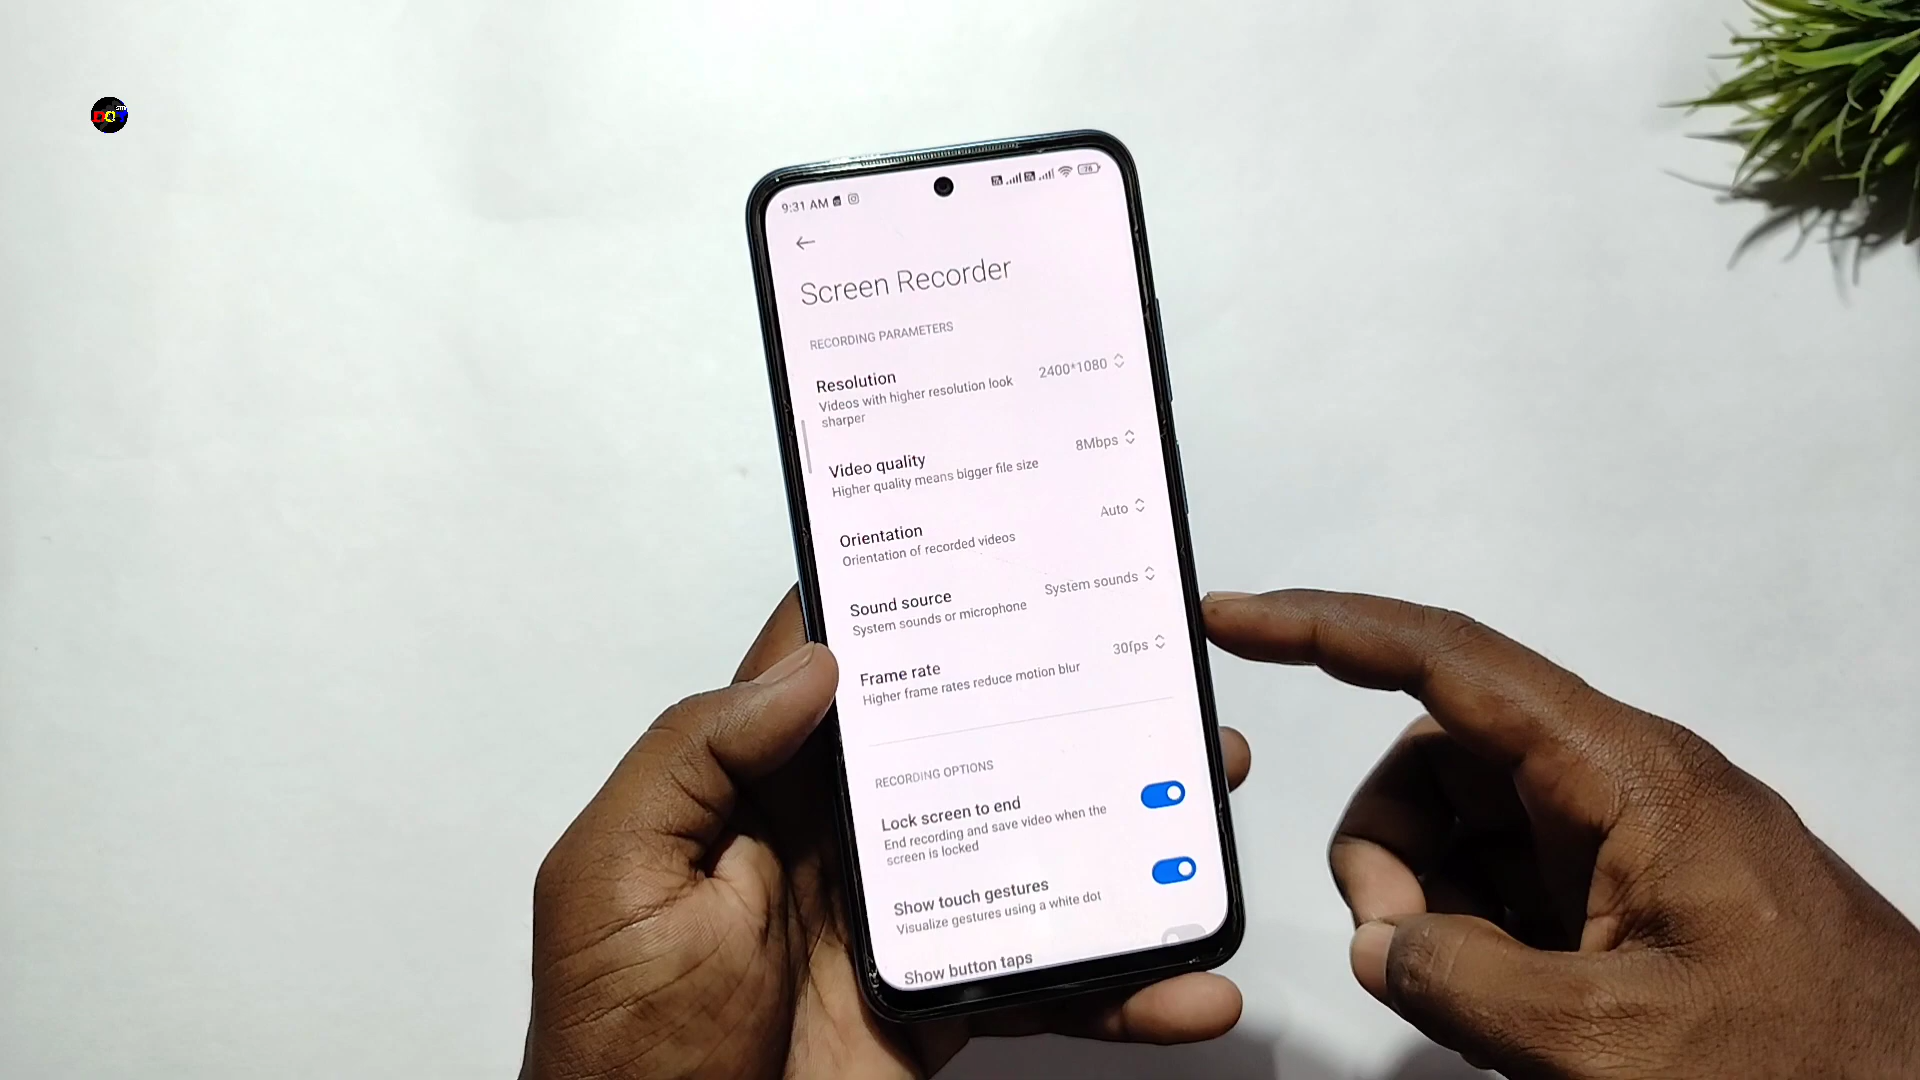 DOT
9:31 AM
76
←
Screen Recorder
RECORDING PARAMETERS
Resolution
2400*1080
Videos with higher resolution look
sharper
Video quality
8Mbps
Higher quality means bigger file size
Orientation
Auto
Orientation of recorded videos
Sound source
System sounds
System sounds or microphone
Frame rate
30fps
Higher frame rates reduce motion blur
RECORDING OPTIONS
Lock screen to end
End recording and save video when the
screen is locked
Show touch gestures
Visualize gestures using a white dot
Show button taps